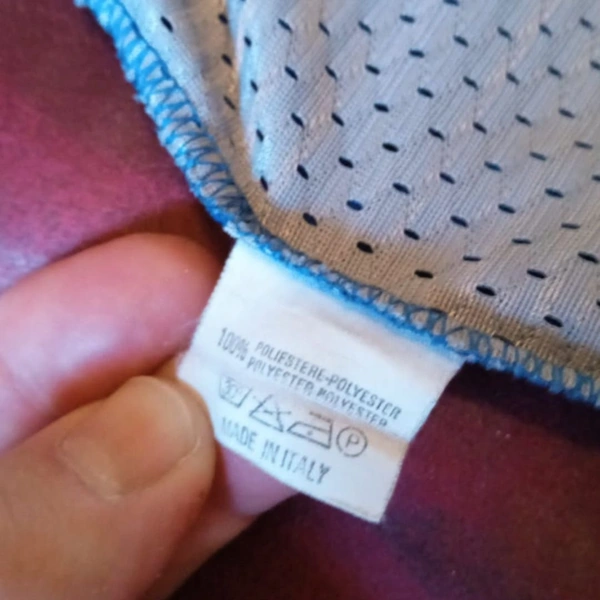 100% POLIESTERE-POLYESTER
POLYESTER-POLYESTER
P
MADE IN ITALY